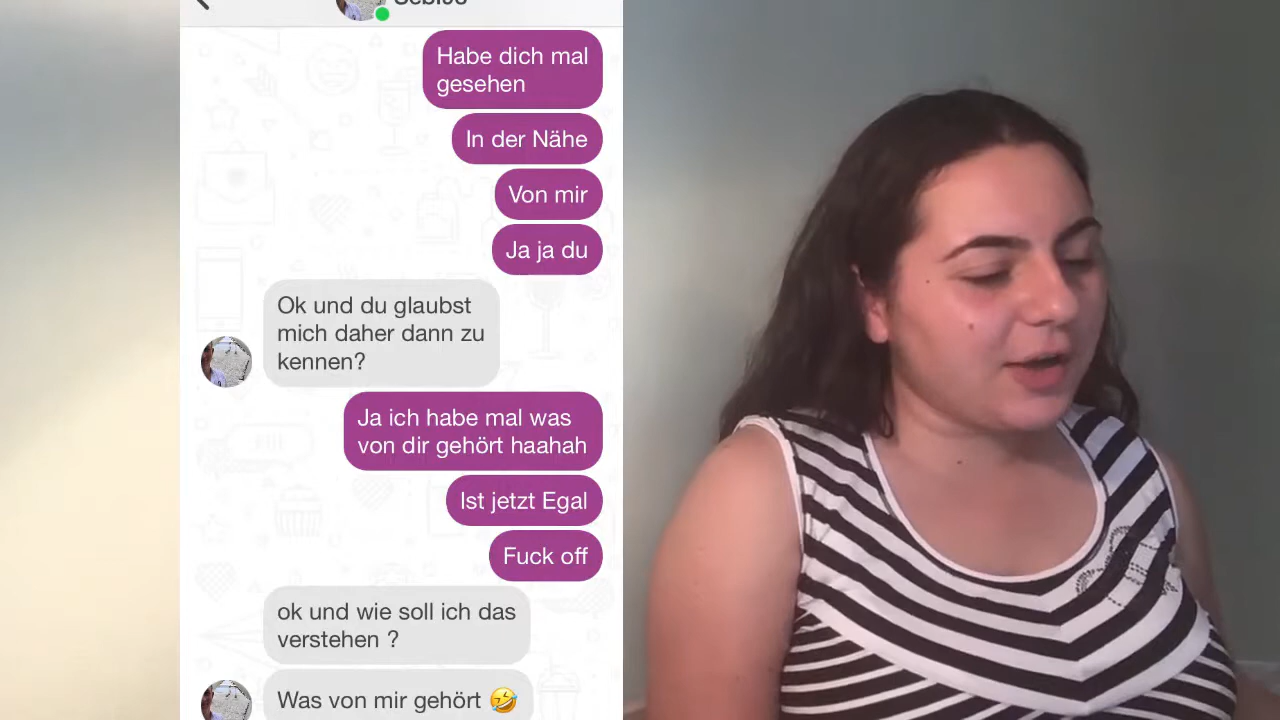 Habe dich mal
gesehen
In der Nähe
Von mir
Ja ja du
Ok und du glaubst
mich daher dann zu
kennen?
Ja ich habe mal was
von dir gehört haahah
Ist jetzt Egal
Fuck off
ok und wie soll ich das
verstehen ?
Was von mir gehört 🤣